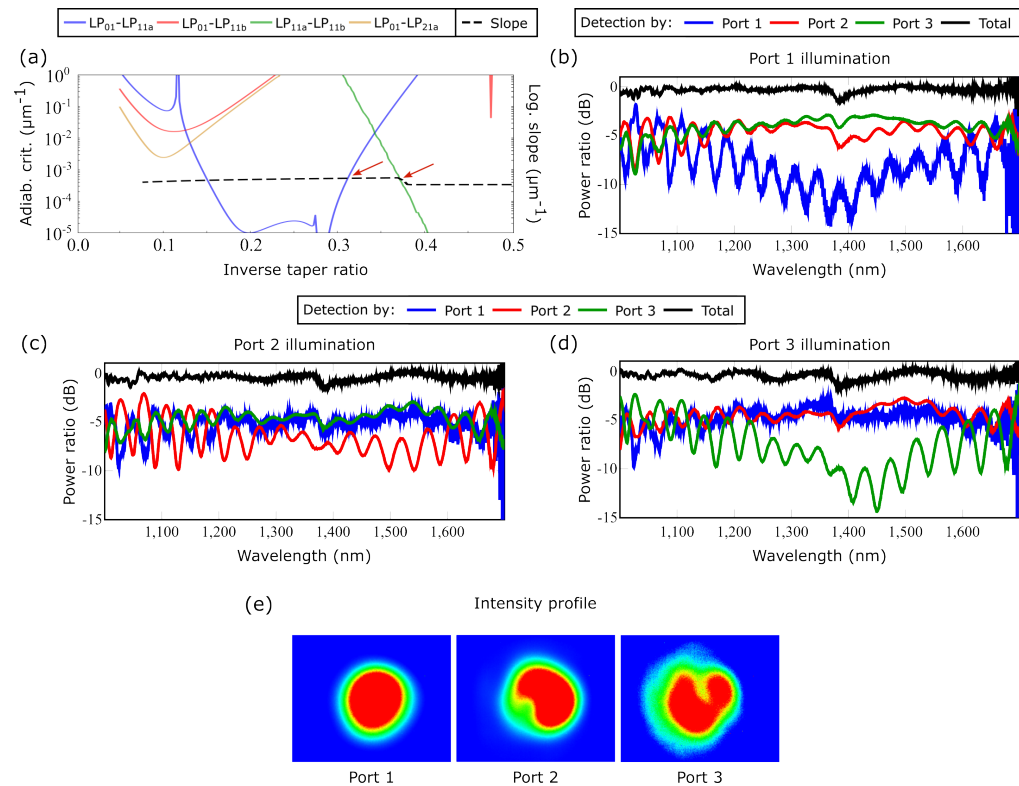 LP01-LP11a LP01-LP11b LP11a-LP11b LP01-LP21a Slope
Detection by: Port 1 Port 2 Port 3 Total
(a)
Adiab. crit. (μm⁻¹)
10⁰
10⁻¹
10⁻²
10⁻³
10⁻⁴
10⁻⁵
0 0.1 0.2 0.3 0.4 0.5
Inverse taper ratio
Log. slope (μm⁻¹)
(b)
Port 1 illumination
Power ratio (dB)
0
-5
-10
-15
1,100 1,200 1,300 1,400 1,500 1,600
Wavelength (nm)
Detection by: Port 1 Port 2 Port 3 Total
(c)
Port 2 illumination
Power ratio (dB)
0
-5
-10
-15
1,100 1,200 1,300 1,400 1,500 1,600
Wavelength (nm)
(d)
Port 3 illumination
Power ratio (dB)
0
-5
-10
-15
1,100 1,200 1,300 1,400 1,500 1,600
Wavelength (nm)
(e)
Intensity profile
Port 1 Port 2 Port 3